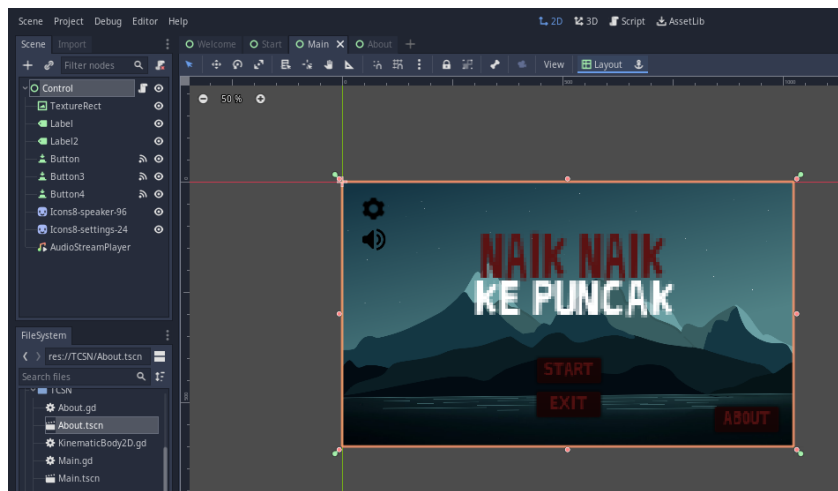 Scene Project Debug Editor Help
2D 3D Script AssetLib
Scene Import
Welcome Start Main About
Filter nodes
View Layout
Control
TextureRect
Label
Label2
Button
Button3
Button4
Icons8-speaker-96
Icons8-settings-24
AudioStreamPlayer
50 %
0 500 1000
NAIK NAIK
KE PUNCAK
START
EXIT
ABOUT
FileSystem
res://TCSN/About.tscn
Search files
TCSN
About.gd
About.tscn
KinematicBody2D.gd
Main.gd
Main.tscn